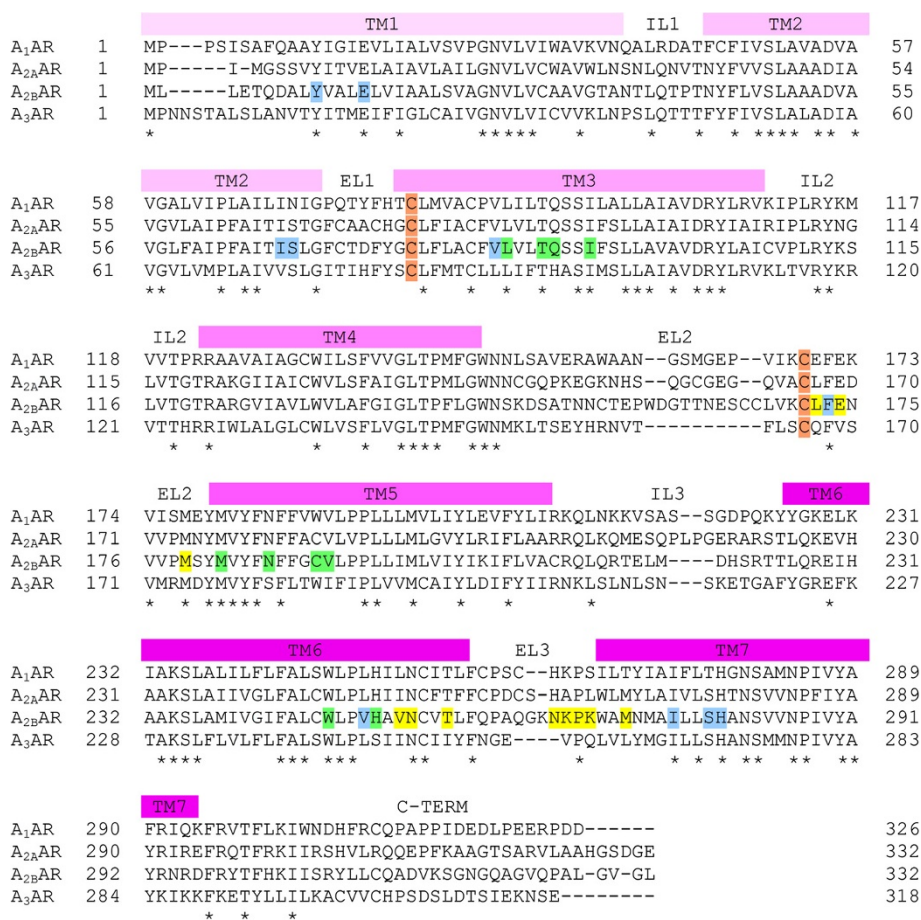 TM1 IL1 TM2
A1AR 1 MP---PSISAFQAAYIGIEVLIALVSVPGNVLVIWAVKVNQALRDATFCFIVSLAVADVA 57
A2AAR 1 MP-----I-MGSSVYITVELAIAVLAILGNVLVCWAVWLNSNLQNVTNYFVVSLAAADIA 54
A2BAR 1 ML-----LETQDALYVALELVIAALSVAGNVLVCAAVGTANTLQTPTNYFLVSLAAADVA 55
A3AR 1 MPNNSTALSLANVTYITMEIFIGLCAIVGNVLVICVVKLNPSLQTTTFYFIVSLALADIA 60
* * * * ***** * * * **** ** *
TM2 EL1 TM3 IL2
A1AR 58 VGALVIPLAILINIGPQTYFHTCLMVACPVLILTQSSILALLAIAVDRYLRVKIPLRYKM 117
A2AAR 55 VGVLAIPFAITISTGFCAACHGCLFIACFVLVLTQSSIFSLLAIAIDRYIAIRIPLRYNG 114
A2BAR 56 VGLFAIPFAITISLGFCTDFYGCLFLACFVLVLTQSSIFSLLAVAVDRYLAICVPLRYKS 115
A3AR 61 VGVLVMPLAIVVSLGITIHFYSCLFMTCLLLIFTHASIMSLLAIAVDRYLRVKLTVRYKR 120
** * ** * * * * * ** *** * *** **
IL2 TM4 EL2
A1AR 118 VVTPRRAAVAIAGCWILSFVVGLTPMFGWNNLSAVERAWAAN--GSMGEP--VIKCEFEK 173
A2AAR 115 LVTGTRAKGIIAICWVLSFAIGLTPMLGWNNCGQPKEGKNHS--QGCGEG--QVACLFED 170
A2BAR 116 LVTGTRARGVIAVLWVLAFGIGLTPFLGWNSKDSATNNCTEPWDGTTNESCCLVKCLFEN 175
A3AR 121 VTTHRRIWLALGLCWLVSFLVGLTPMFGWNMKLTSEYHRNVT---------FLSCQFVS 170
* * * * **** *** * *
EL2 TM5 IL3 TM6
A1AR 174 VISMEYMVYFNFFVWVLPPLLLMVLIYLEVFYLIRKQLNKKVSAS--SGDPQKYYGKELK 231
A2AAR 171 VVPMNYMVYFNFFACVLVPLLLMLGVYLRIFLAARRQLKQMESQPLPGERARSTLQKEVH 230
A2BAR 176 VVPMSYMVYFNFFGCVLPPLLIMLVIYIKIFLVACRQLQRTELM----DHSRTTLQREIH 231
A3AR 171 VMRMDYMVYFSFLTWIFIPLVVMCAIYLDIFYIIRNKLSLNLSN---SKETGAFYGREFK 227
* * ***** * ** * * * * *
TM6 EL3 TM7
A1AR 232 IAKSLALILFLFALSWLPLHILNCITLFCPSC--HKPSILTYIAIFLTHGNSAMNPIVYA 289
A2AAR 231 AAKSLAIIVGLFALCWLPLHIINCFTFFCPDCS-HAPLWLMYLAIVLSHTNSVVNPFIYA 289
A2BAR 232 AAKSLAMIVGIFALCWLPVHAVNCVTLFQPAQGKNKPKWAMNMAILLSHANSVVNPIVYA 291
A3AR 228 TAKSLFLVLFLFALSWLPLSIINCIIYFNGE----VPQLVLYMGILLSHANSMMNPIVYA 283
**** *** *** ** * * * * ** ** **
TM7 C-TERM
A1AR 290 FRIQKFRVTFLKIWNDHFRCQPAPPIDEDLPEERPDD------ 326
A2AAR 290 YRIREFRQTFRKIIRSHVLRQQEPFKAAGTSARVLAAHGSDGE 332
A2BAR 292 YRNRDFRYTFHKIISRYLLCQADVKSGNGQAGVQPAL-GV-GL 332
A3AR 284 YKIKKFKETYLLILKACVVCHPSDSLDTSIEKNSE-------- 318
* * *